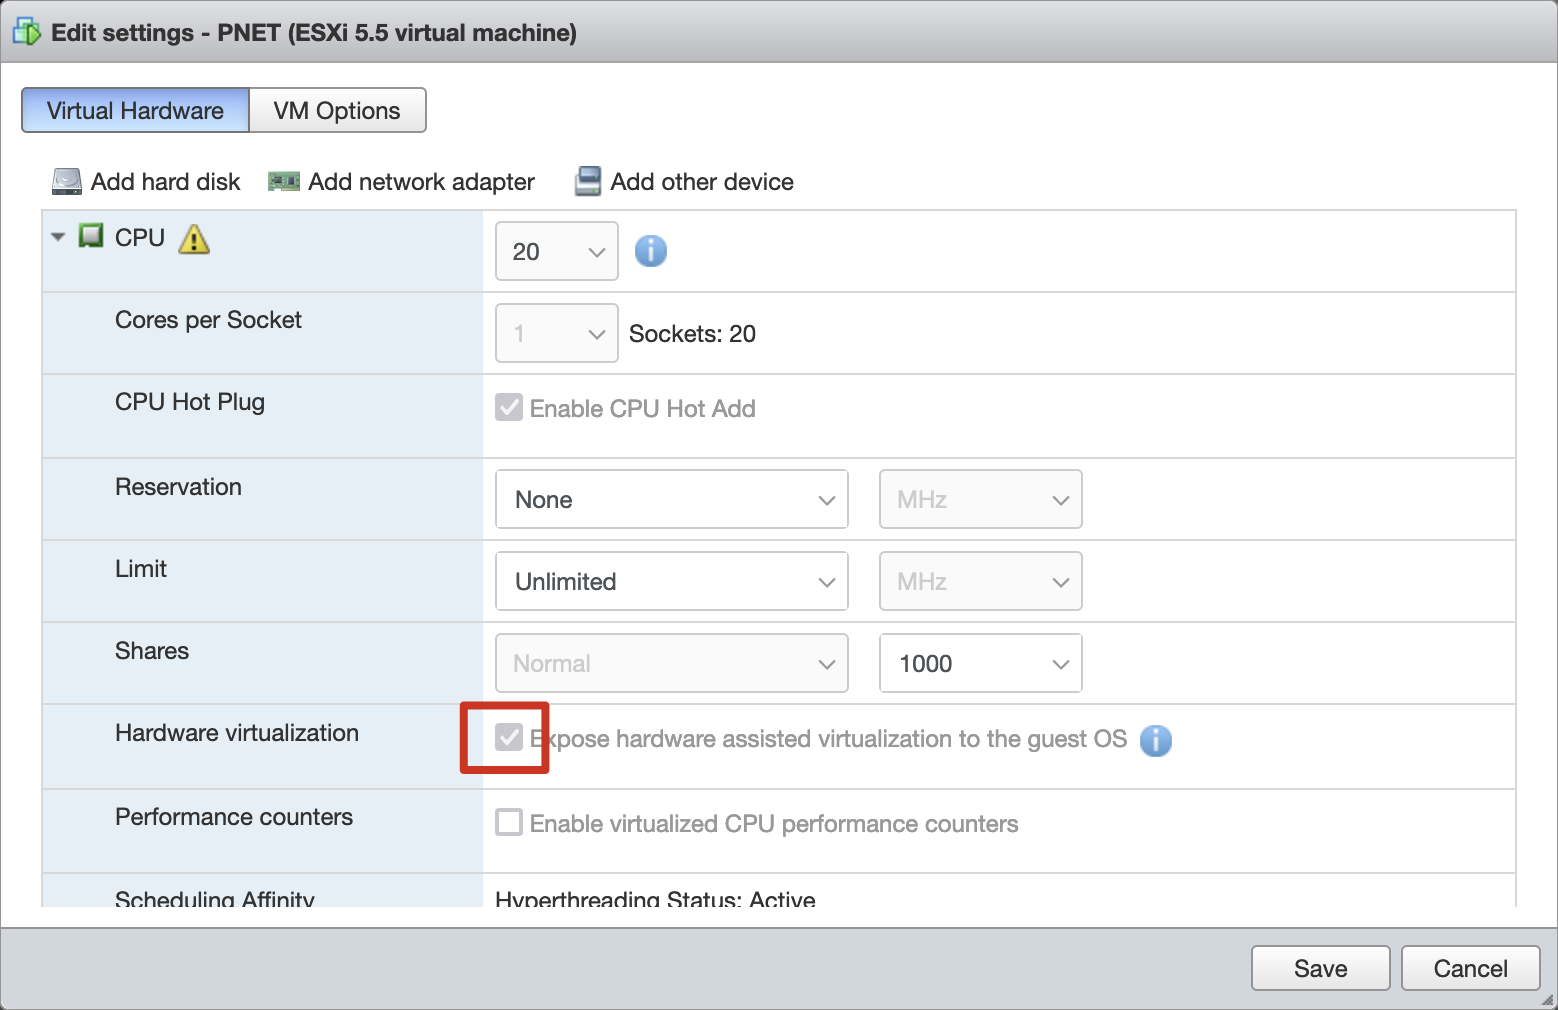 Edit settings - PNET (ESXi 5.5 virtual machine)
Virtual Hardware VM Options
Add hard disk Add network adapter Add other device
CPU 20
Cores per Socket 1 Sockets: 20
CPU Hot Plug Enable CPU Hot Add
Reservation None MHz
Limit Unlimited MHz
Shares Normal 1000
Hardware virtualization Expose hardware assisted virtualization to the guest OS
Performance counters Enable virtualized CPU performance counters
Scheduling Affinity Hyperthreading Status: Active
Save Cancel